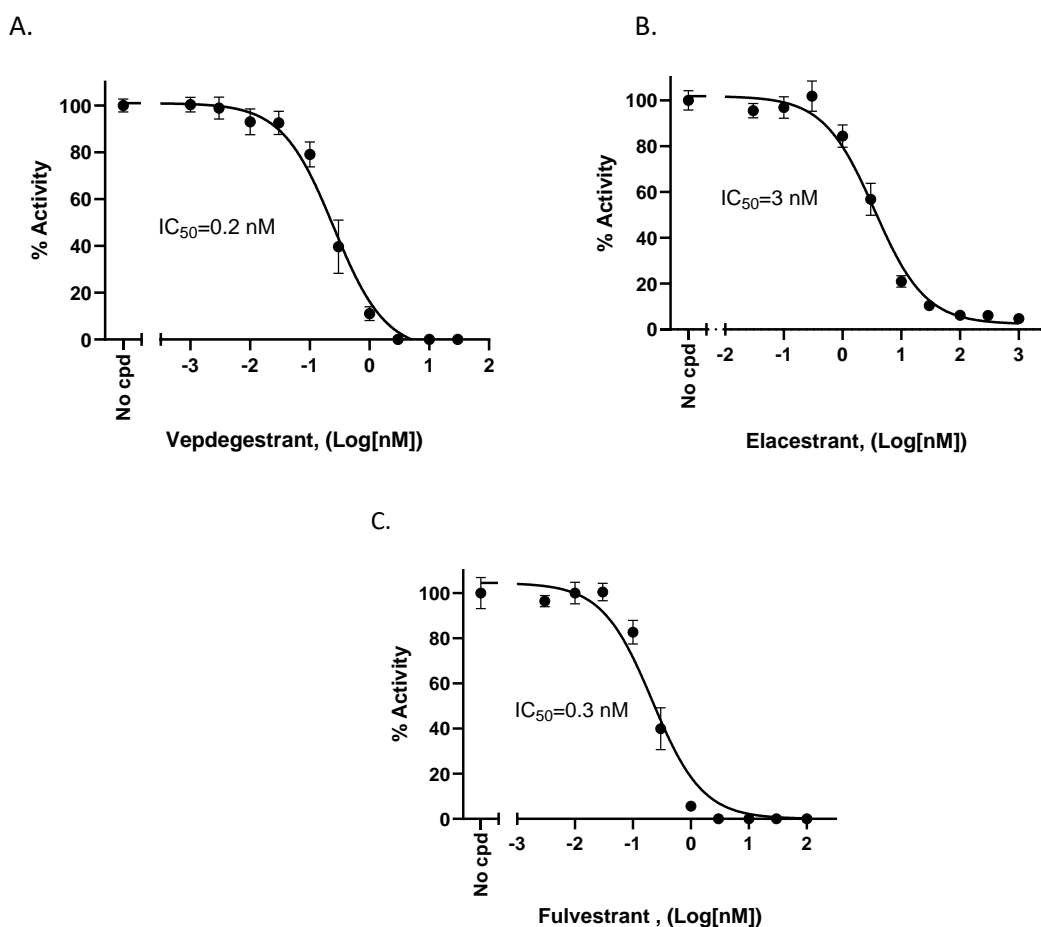 A.
% Activity
100
80
60
40
20
0
IC50=0.2 nM
No cpd
-3
-2
-1
0
1
2
Vepdegestrant, (Log[nM])
B.
% Activity
100
80
60
40
20
0
IC50=3 nM
No cpd
-2
-1
0
1
2
3
Elacestrant, (Log[nM])
C.
% Activity
100
80
60
40
20
0
IC50=0.3 nM
No cpd
-3
-2
-1
0
1
2
Fulvestrant , (Log[nM])